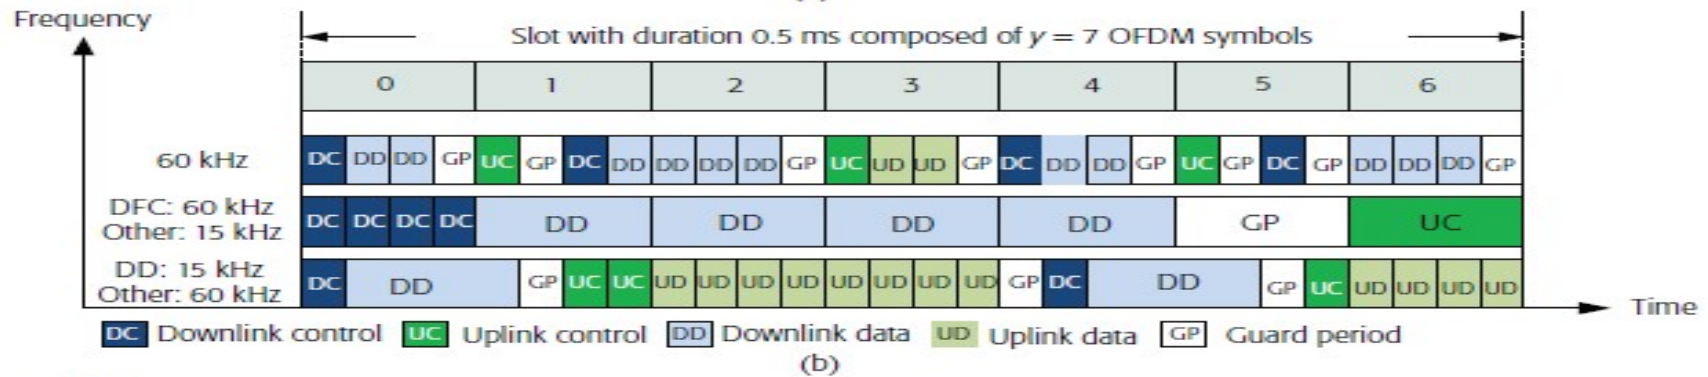 Frequency
Slot with duration 0.5 ms composed of y = 7 OFDM symbols
0 1 2 3 4 5 6
60 kHz DC DD DD GP UC GP DC DD DD DD DD GP UC UD UD GP DC DD DD GP UC GP DC GP DD DD DD GP
DFC: 60 kHz
Other: 15 kHz
DC DC DC DC DD DD DD DD GP UC
DD: 15 kHz
Other: 60 kHz
DC DD GP UC UC UD UD UD UD UD UD UD UD GP DC DD GP UC UD UD UD UD
Time
DC Downlink control UC Uplink control DD Downlink data UD Uplink data GP Guard period
(b)